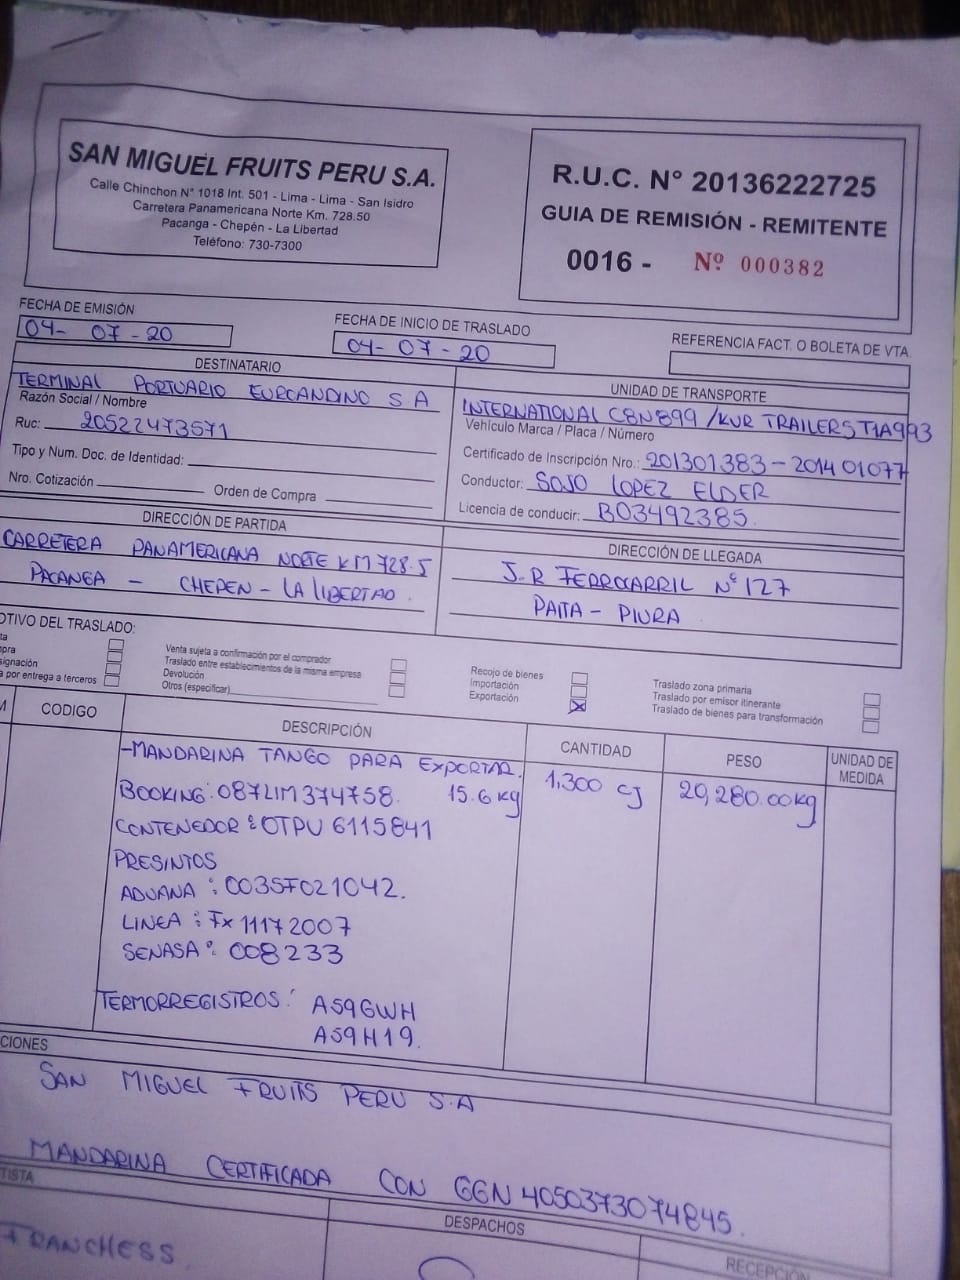 SAN MIGUEL FRUITS PERU S.A.
Calle Chinchon N° 1018 Int. 501 - Lima - Lima - San Isidro
Carretera Panamericana Norte Km. 728.50
Pacanga - Chepén - La Libertad
Teléfono: 730-7300
R.U.C. N° 20136222725
GUIA DE REMISIÓN - REMITENTE
0016 - Nº 000382
FECHA DE EMISIÓN
04- 07 -20
FECHA DE INICIO DE TRASLADO
04- 07 -20
REFERENCIA FACT. O BOLETA DE VTA.
DESTINATARIO
TERMINAL PORTUARIO EUROANDINO S A
Razón Social / Nombre
Ruc: 20522473571
Tipo y Num. Doc. de Identidad:
Nro. Cotización Orden de Compra
UNIDAD DE TRANSPORTE
INTERNATIONAL C8N899 /KUR TRAILERS T1A993
Vehículo Marca / Placa / Número
Certificado de Inscripción Nro.: 201301383-201401077
Conductor: SOJO LOPEZ ELDER
Licencia de conducir: B03492385.
DIRECCIÓN DE PARTIDA
CARRETERA PANAMERICANA NORTE KM 728.5
PACANGA - CHEPEN - LA LIBERTAD.
DIRECCIÓN DE LLEGADA
J.R FERROCARRIL N° 127
PAITA - PIURA
OTIVO DEL TRASLADO:
ta
pra
signación
a por entrega a terceros
Venta sujeta a confirmación por el comprador
Traslado entre establecimientos de la misma empresa
Devolución
Otros (especificar)
Recojo de bienes
Importación
Exportación X
Traslado zona primaria
Traslado por emisor itinerante
Traslado de bienes para transformación
M CODIGO DESCRIPCIÓN CANTIDAD PESO UNIDAD DE MEDIDA
-MANDARINA TANGO PARA EXPORTAR. 1,300 CJ 20,280.00kg
BOOKING: 087LIM374758. 15.6 kg
CONTENEDOR: OTPU 6115841
PRESINTOS
ADUANA: 0035F021042.
LINEA: FX 11172007
SENASA: 008233
TERMORREGISTROS: A596WH
A59H19.
CIONES
SAN MIGUEL FRUITS PERU S.A
MANDARINA CERTIFICADA CON GGN 4050373074845.
TISTA
DESPACHOS
RECEPCIÓN
FRANCHESS